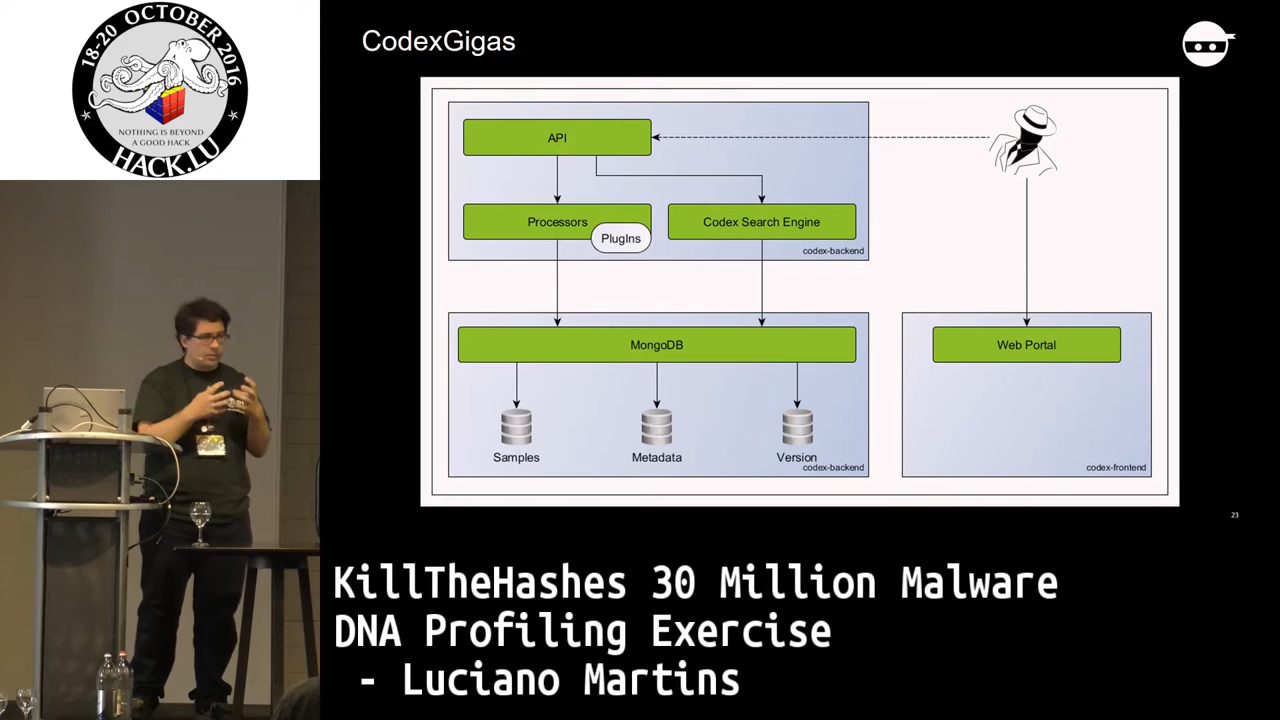 18-20 OCTOBER 2016
NOTHING IS BEYOND
A GOOD HACK
HACK.LU
CodexGigas
API
Processors
PlugIns
Codex Search Engine
codex-backend
MongoDB
Web Portal
Samples
Metadata
Version
codex-backend
codex-frontend
23
KillTheHashes 30 Million Malware
DNA Profiling Exercise
- Luciano Martins